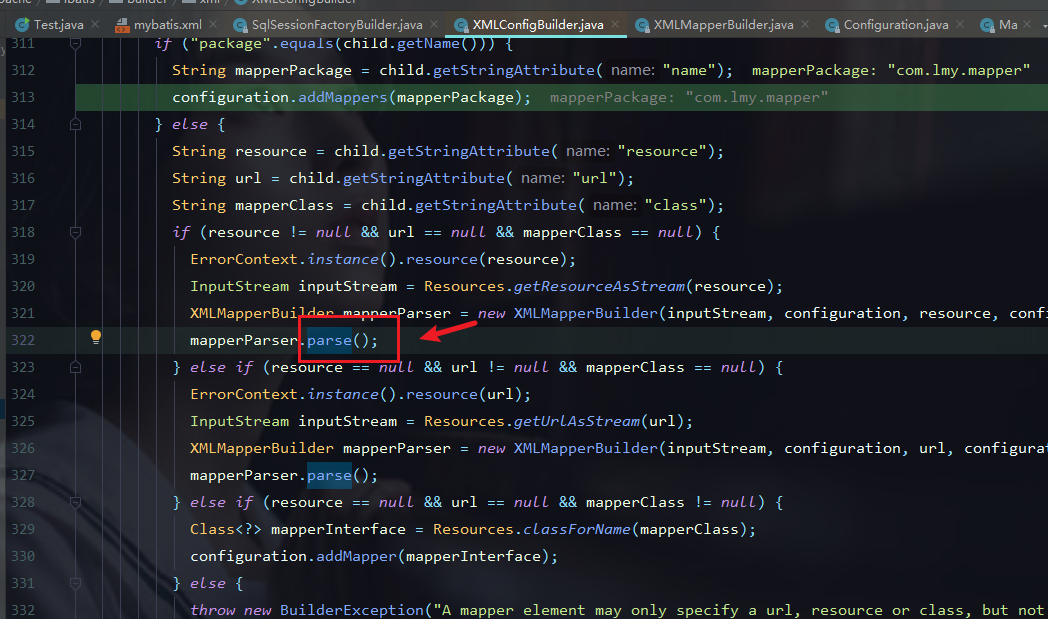 ibatis builder xml XMLConfigBuilder
Test.java mybatis.xml SqlSessionFactoryBuilder.java XMLConfigBuilder.java XMLMapperBuilder.java Configuration.java Ma
311 if ("package".equals(child.getName())) {
312 String mapperPackage = child.getStringAttribute( name: "name"); mapperPackage: "com.lmy.mapper"
313 configuration.addMappers(mapperPackage); mapperPackage: "com.lmy.mapper"
314 } else {
315 String resource = child.getStringAttribute( name: "resource");
316 String url = child.getStringAttribute( name: "url");
317 String mapperClass = child.getStringAttribute( name: "class");
318 if (resource != null && url == null && mapperClass == null) {
319 ErrorContext.instance().resource(resource);
320 InputStream inputStream = Resources.getResourceAsStream(resource);
321 XMLMapperBuilder mapperParser = new XMLMapperBuilder(inputStream, configuration, resource, confi
322 mapperParser.parse();
323 } else if (resource == null && url != null && mapperClass == null) {
324 ErrorContext.instance().resource(url);
325 InputStream inputStream = Resources.getUrlAsStream(url);
326 XMLMapperBuilder mapperParser = new XMLMapperBuilder(inputStream, configuration, url, configurat
327 mapperParser.parse();
328 } else if (resource == null && url == null && mapperClass != null) {
329 Class<?> mapperInterface = Resources.classForName(mapperClass);
330 configuration.addMapper(mapperInterface);
331 } else {
332 throw new BuilderException("A mapper element may only specify a url, resource or class, but not